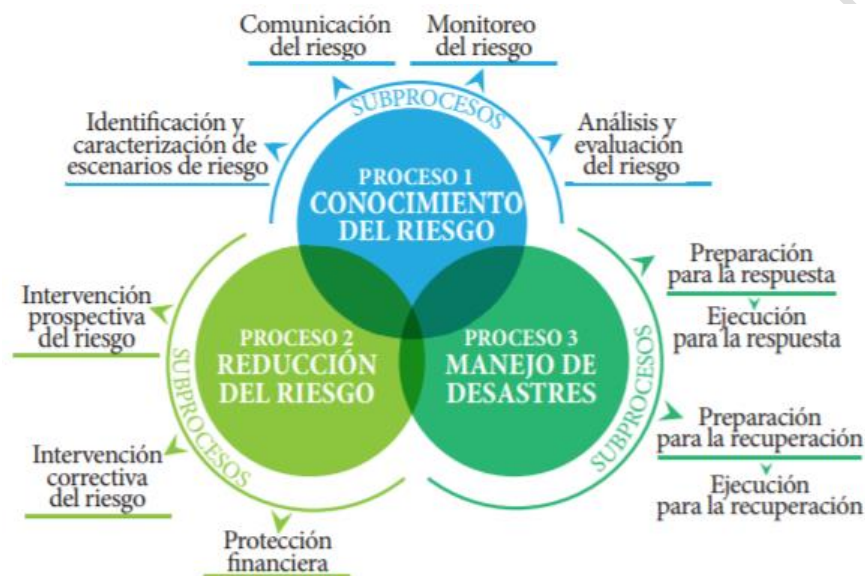 Comunicación
del riesgo
Monitoreo
del riesgo
SUBPROCESOS
Identificación y
caracterización de
escenarios de riesgo
Análisis y
evaluación
del riesgo
PROCESO 1
CONOCIMIENTO
DEL RIESGO
Preparación
para la respuesta
Ejecución
para la respuesta
Intervención
prospectiva
del riesgo
PROCESO 2
REDUCCIÓN
DEL RIESGO
PROCESO 3
MANEJO DE
DESASTRES
SUBPROCESOS
SUBPROCESOS
Preparación
para la recuperación
Ejecución
para la recuperación
Intervención
correctiva
del riesgo
Protección
financiera